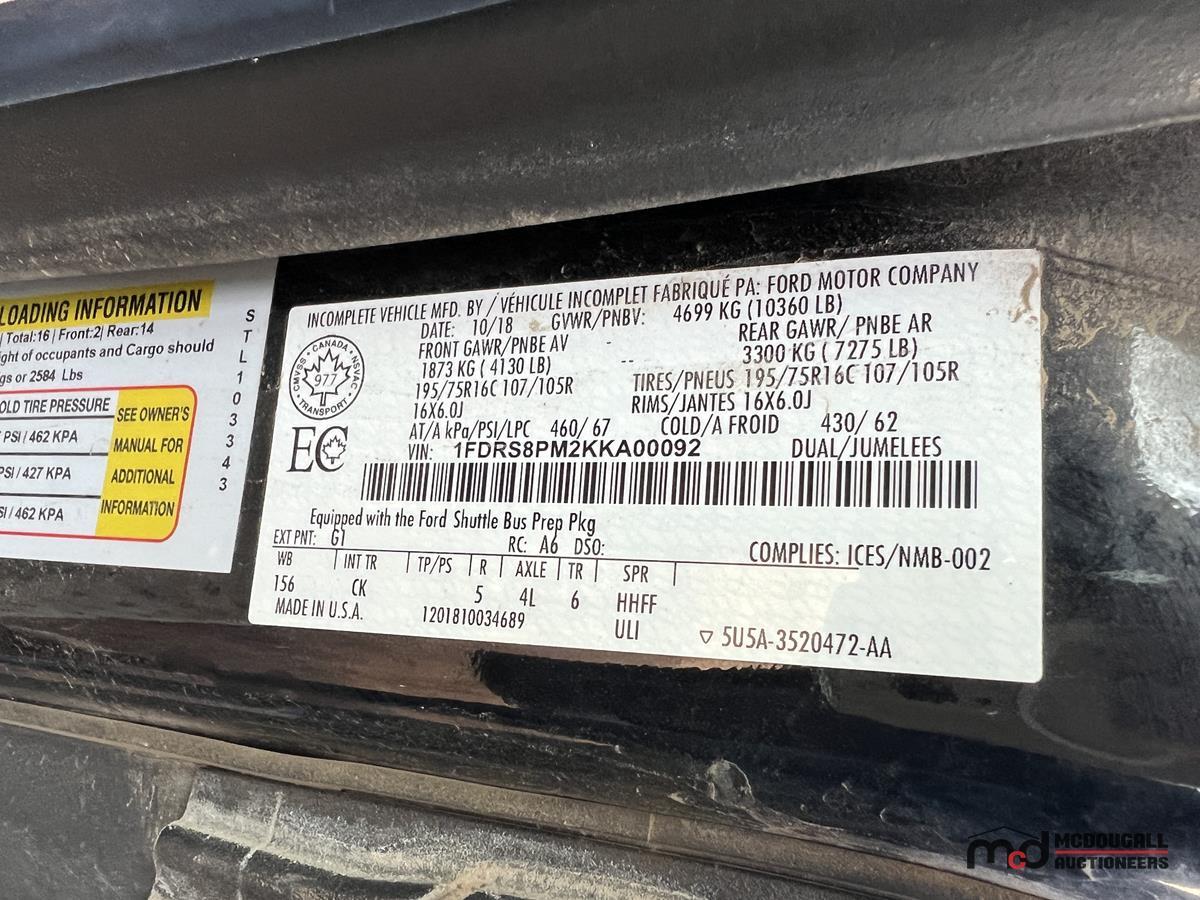 LOADING INFORMATION
Total:16 | Front:2| Rear:14
ight of occupants and Cargo should
gs or 2584 Lbs
OLD TIRE PRESSURE
PSI / 462 KPA
PSI / 427 KPA
SI / 462 KPA
SEE OWNER'S
MANUAL FOR
ADDITIONAL
INFORMATION
STL103343
INCOMPLETE VEHICLE MFD. BY / VÉHICULE INCOMPLET FABRIQUÉ PA: FORD MOTOR COMPANY
DATE: 10/18 GVWR/PNBV: 4699 KG (10360 LB)
FRONT GAWR/PNBE AV REAR GAWR/ PNBE AR
1873 KG ( 4130 LB) -- 3300 KG ( 7275 LB)
195/75R16C 107/105R TIRES/PNEUS 195/75R16C 107/105R
16X6.0J RIMS/JANTES 16X6.0J
AT/A kPa/PSI/LPC 460/ 67 COLD/A FROID 430/ 62
VIN: 1FDRS8PM2KKA00092 DUAL/JUMELEES
CANADA
CMVSS NSVAC
977
TRANSPORT
EC
Equipped with the Ford Shuttle Bus Prep Pkg
EXT PNT: G1 RC: A6 DSO: COMPLIES: ICES/NMB-002
WB | INT TR | TP/PS | R | AXLE | TR | SPR |
156 CK 5 4L 6 HHFF
MADE IN U.S.A. 1201810034689 ULI ▽ 5U5A-3520472-AA
mcd MCDOUGALL
AUCTIONEERS